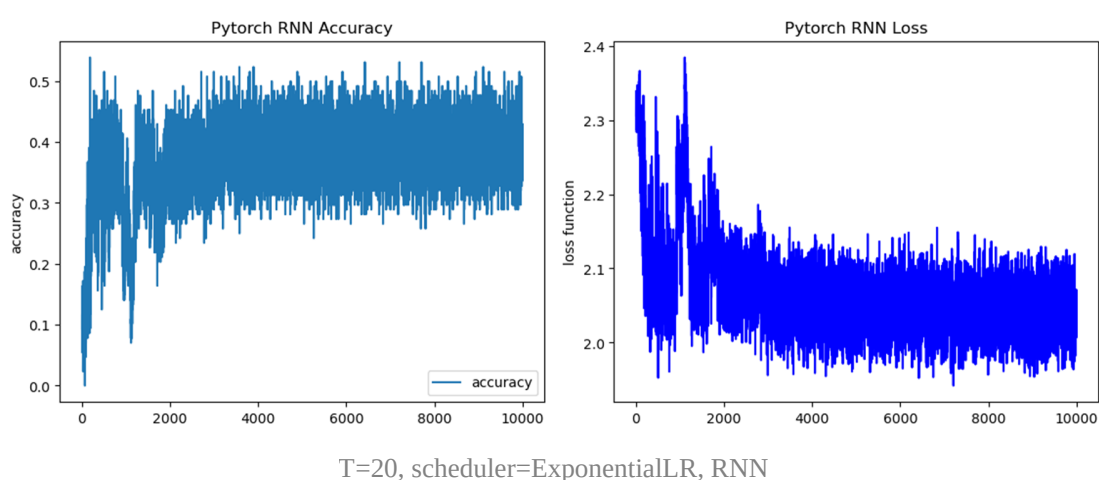 Pytorch RNN Accuracy
accuracy
0.5
0.4
0.3
0.2
0.1
0.0
accuracy
0 2000 4000 6000 8000 10000
Pytorch RNN Loss
loss function
2.4
2.3
2.2
2.1
2.0
0 2000 4000 6000 8000 10000
T=20, scheduler=ExponentialLR, RNN